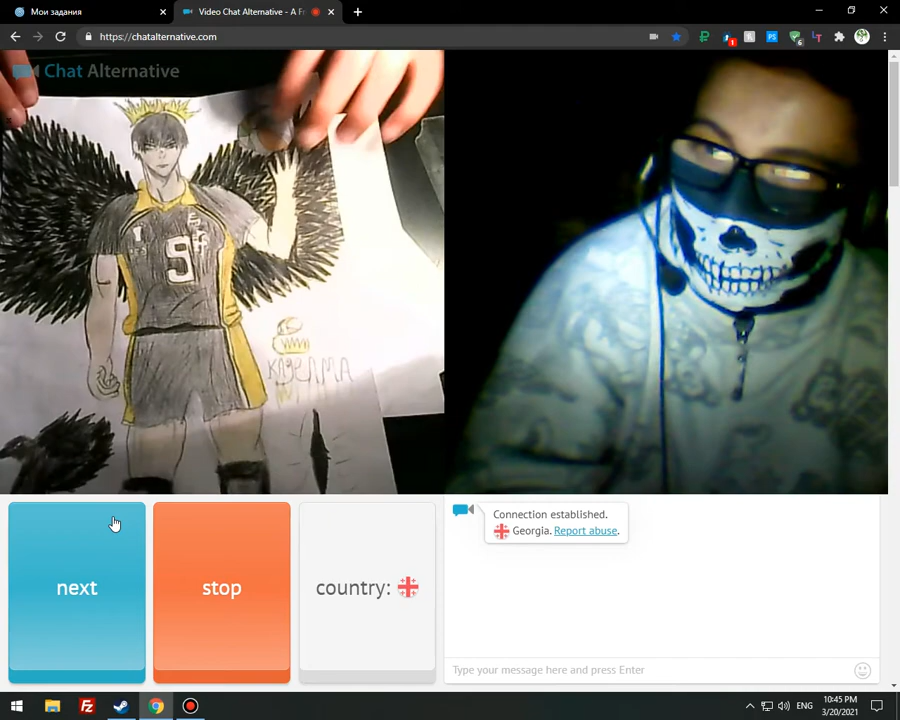 Мои задания
Video Chat Alternative - A F
https://chatalternative.com
Chat Alternative
9
Connection established.
Georgia. Report abuse.
next
stop
country:
Type your message here and press Enter
ENG
10:45 PM
3/20/2021